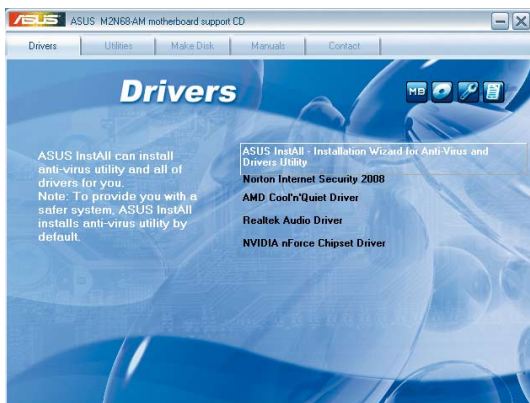 ASUS M2N68-AM motherboard support CD
Drivers Utilities Make Disk Manuals Contact
Drivers
MB
ASUS InstAll can install
anti-virus utility and all of
drivers for you.
Note: To provide you with a
safer system, ASUS InstAll
installs anti-virus utility by
default.
ASUS InstAll - Installation Wizard for Anti-Virus and
Drivers Utility
Norton Internet Security 2008
AMD Cool'n'Quiet Driver
Realtek Audio Driver
NVIDIA nForce Chipset Driver